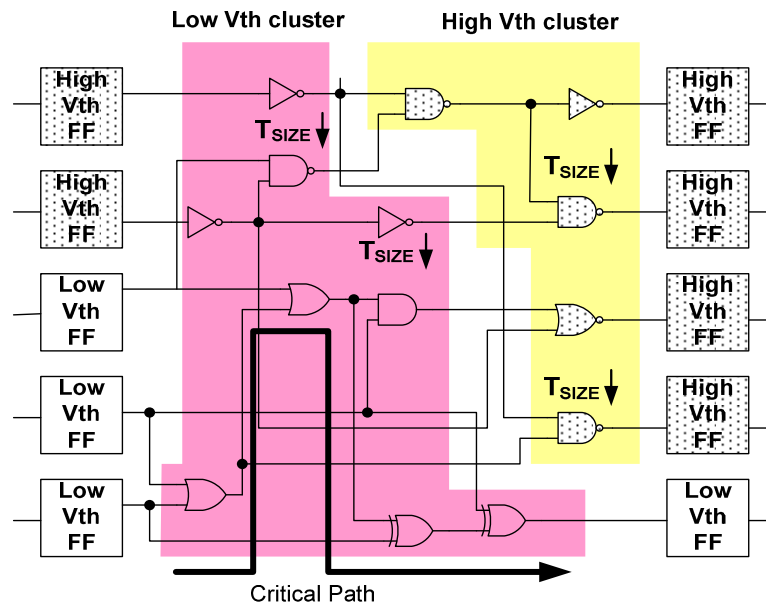 Low Vth cluster
High Vth cluster
High
Vth
FF
High
Vth
FF
TSIZE
TSIZE
High
Vth
FF
High
Vth
FF
TSIZE
Low
Vth
FF
High
Vth
FF
Low
Vth
FF
TSIZE
High
Vth
FF
Low
Vth
FF
Low
Vth
FF
Critical Path